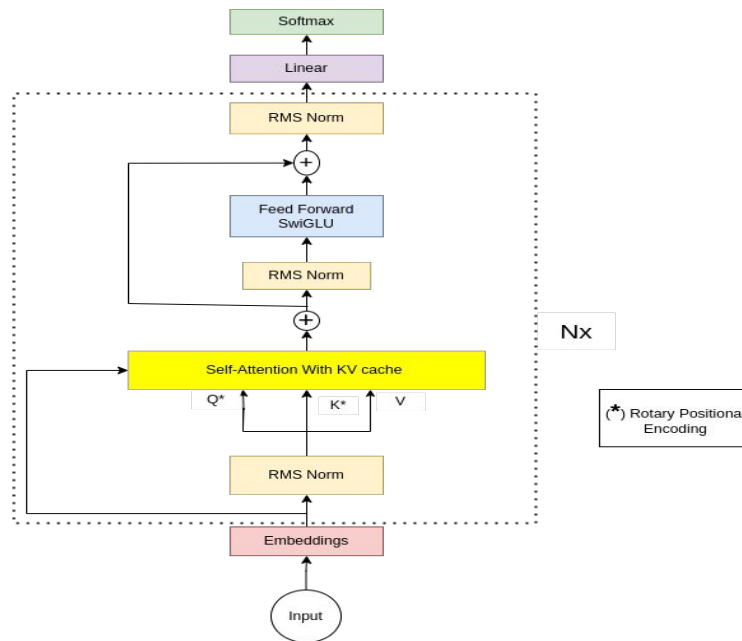 Softmax
Linear
RMS Norm
+
Feed Forward
SwiGLU
RMS Norm
+
Nx
Self-Attention With KV cache
Q*
K*
V
(*) Rotary Positiona
Encoding
RMS Norm
Embeddings
Input